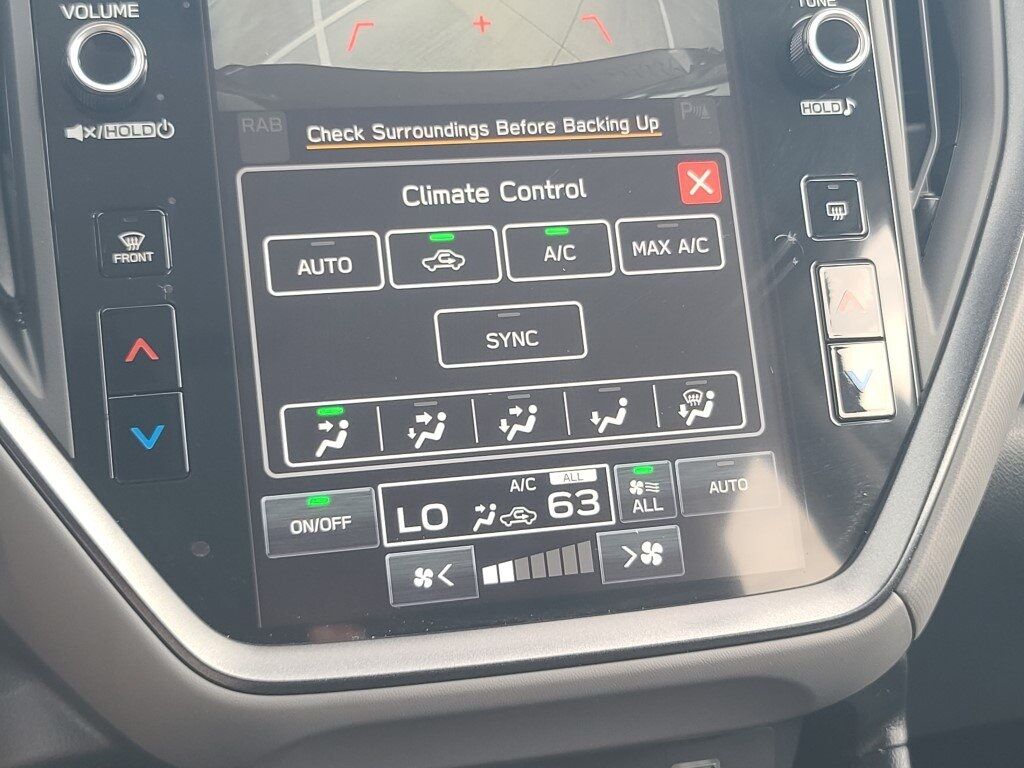 VOLUME
TUNE
/HOLD
HOLD
RAB
Check Surroundings Before Backing Up
P
Climate Control
FRONT
AUTO
A/C
MAX A/C
SYNC
A/C
ALL
ON/OFF
LO
63
ALL
AUTO